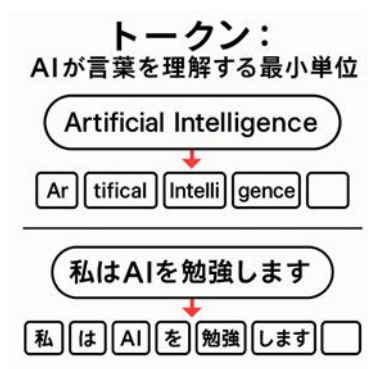 トークン：
AIが言葉を理解する最小単位
Artificial Intelligence
Ar tifical Intelli gence
私はAIを勉強します
私 は AI を 勉強 します